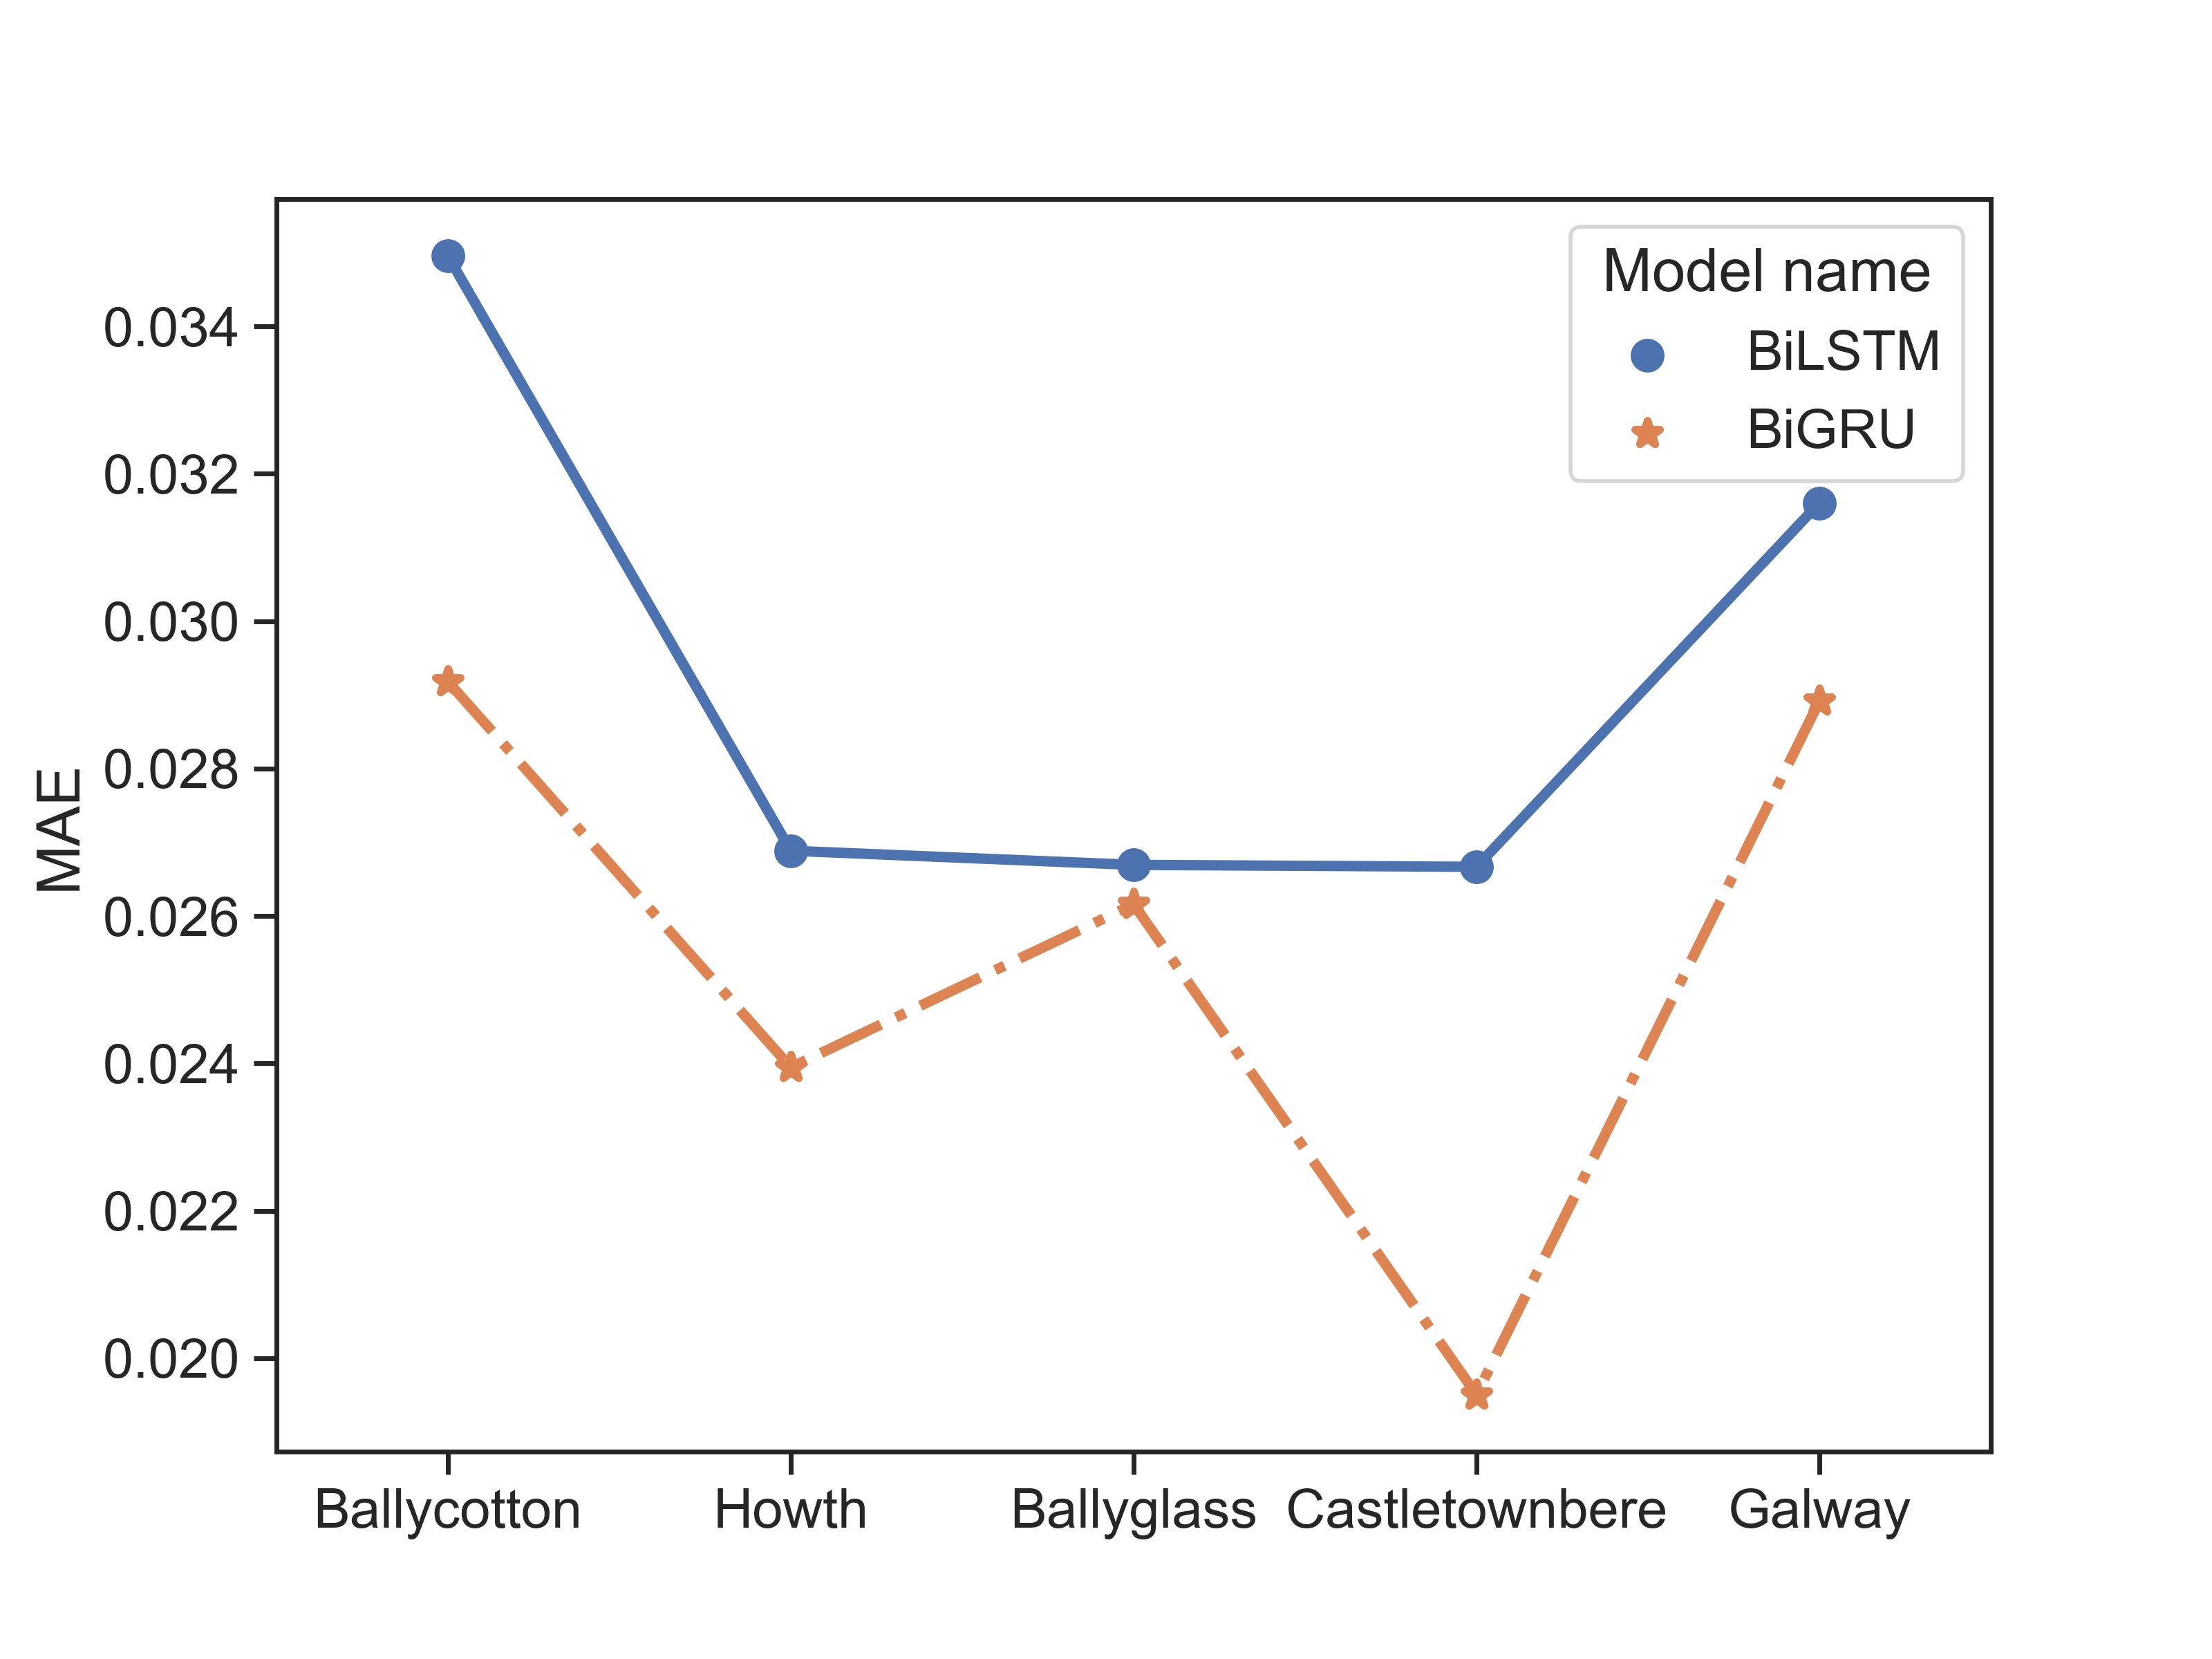 Model name
BiLSTM
BiGRU
0.034
0.032
0.030
0.028
0.026
0.024
0.022
0.020
MAE
Ballycotton Howth Ballyglass Castletownbere Galway